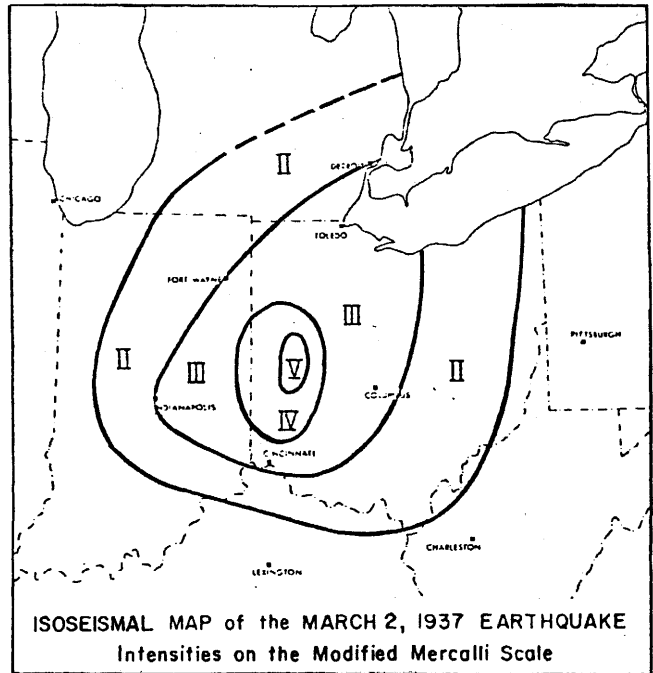 II
DETROIT
CHICAGO
TOLEDO
FORT WAYNE
III
PITTSBURGH
II
III
V
II
COLUMBUS
INDIANAPOLIS
IV
CINCINNATI
CHARLESTON
LEXINGTON
ISOSEISMAL MAP of the MARCH 2, 1937 EARTHQUAKE
Intensities on the Modified Mercalli Scale